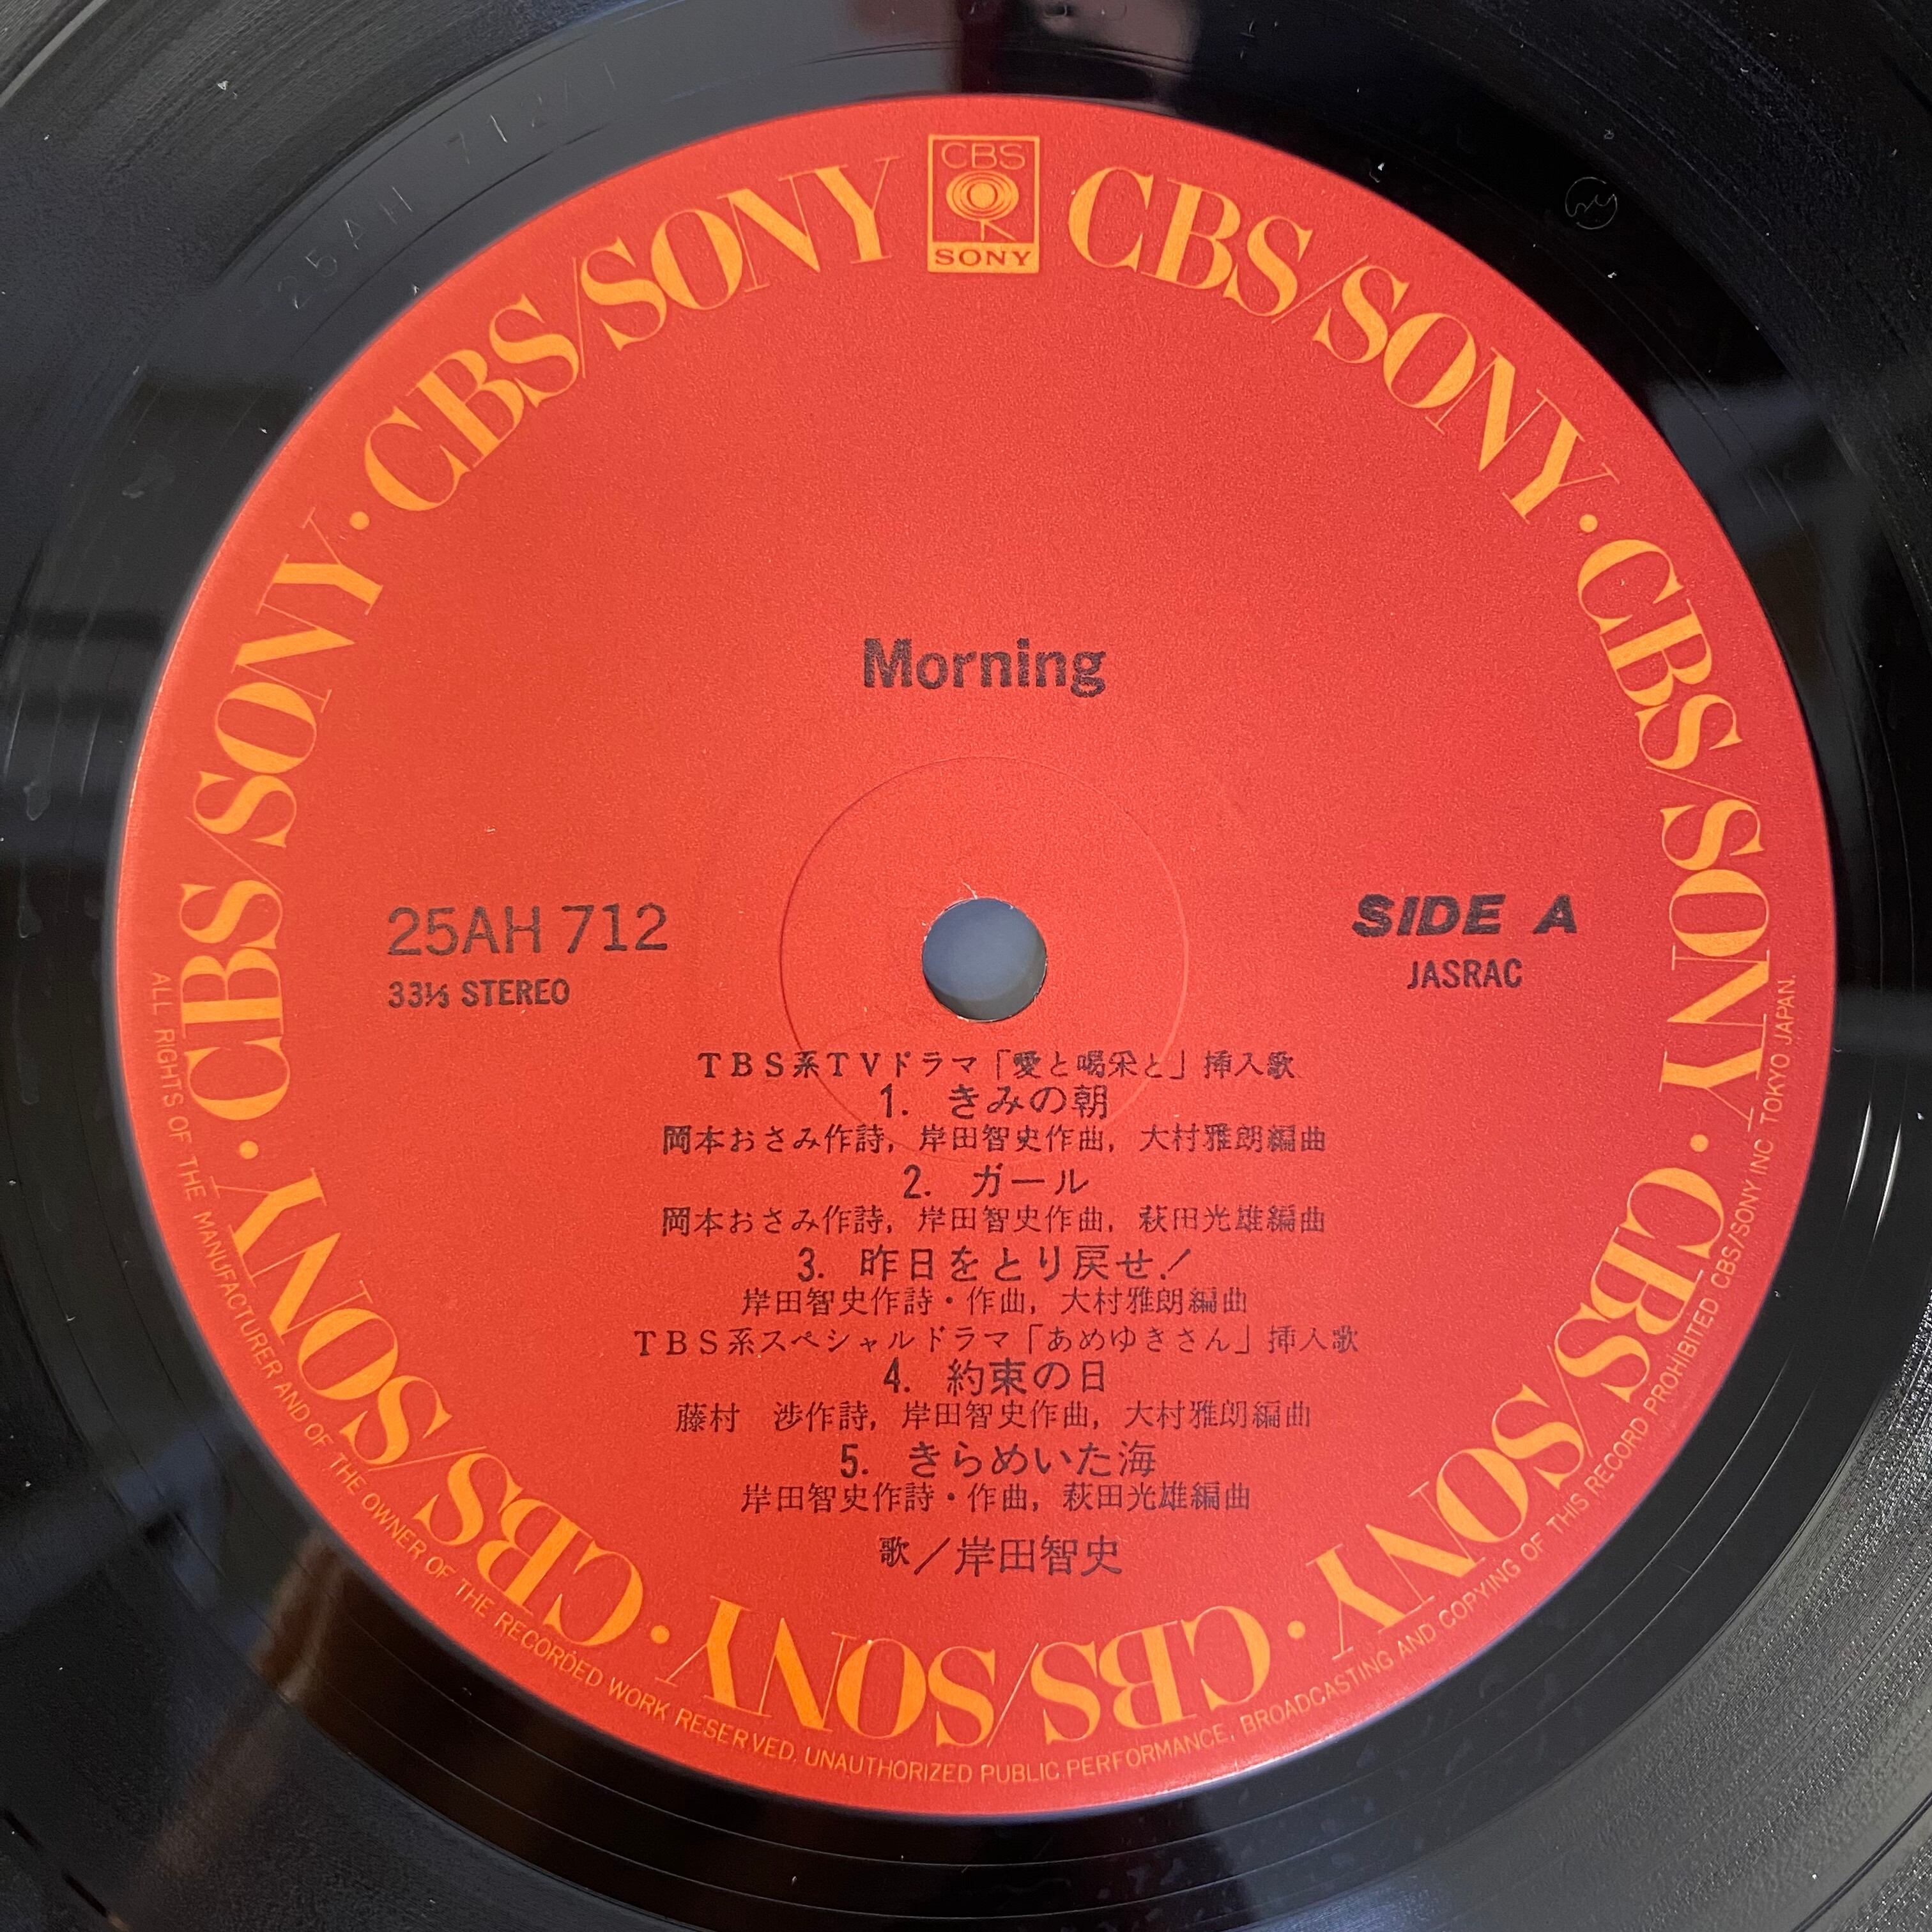 25AH 712A1
CBS
SONY
CBS/SONY · CBS/SONY · CBS/SONY · CBS/SONY · CBS/SONY · CBS/SONY · CBS/SONY
Morning
25AH 712
33⅓ STEREO
SIDE A
JASRAC
TBS系TVドラマ「愛と喝采と」挿入歌
1. きみの朝
岡本おさみ作詩, 岸田智史作曲, 大村雅朗編曲
2. ガール
岡本おさみ作詩, 岸田智史作曲, 萩田光雄編曲
3. 昨日をとり戻せ!
岸田智史作詩・作曲, 大村雅朗編曲
TBS系スペシャルドラマ「あめゆきさん」挿入歌
4. 約束の日
藤村 渉作詩, 岸田智史作曲, 大村雅朗編曲
5. きらめいた海
岸田智史作詩・作曲, 萩田光雄編曲
歌/岸田智史
ALL RIGHTS OF THE MANUFACTURER AND OF THE OWNER OF THE RECORDED WORK RESERVED. UNAUTHORIZED PUBLIC PERFORMANCE, BROADCASTING AND COPYING OF THIS RECORD PROHIBITED CBS/SONY INC TOKYO JAPAN.